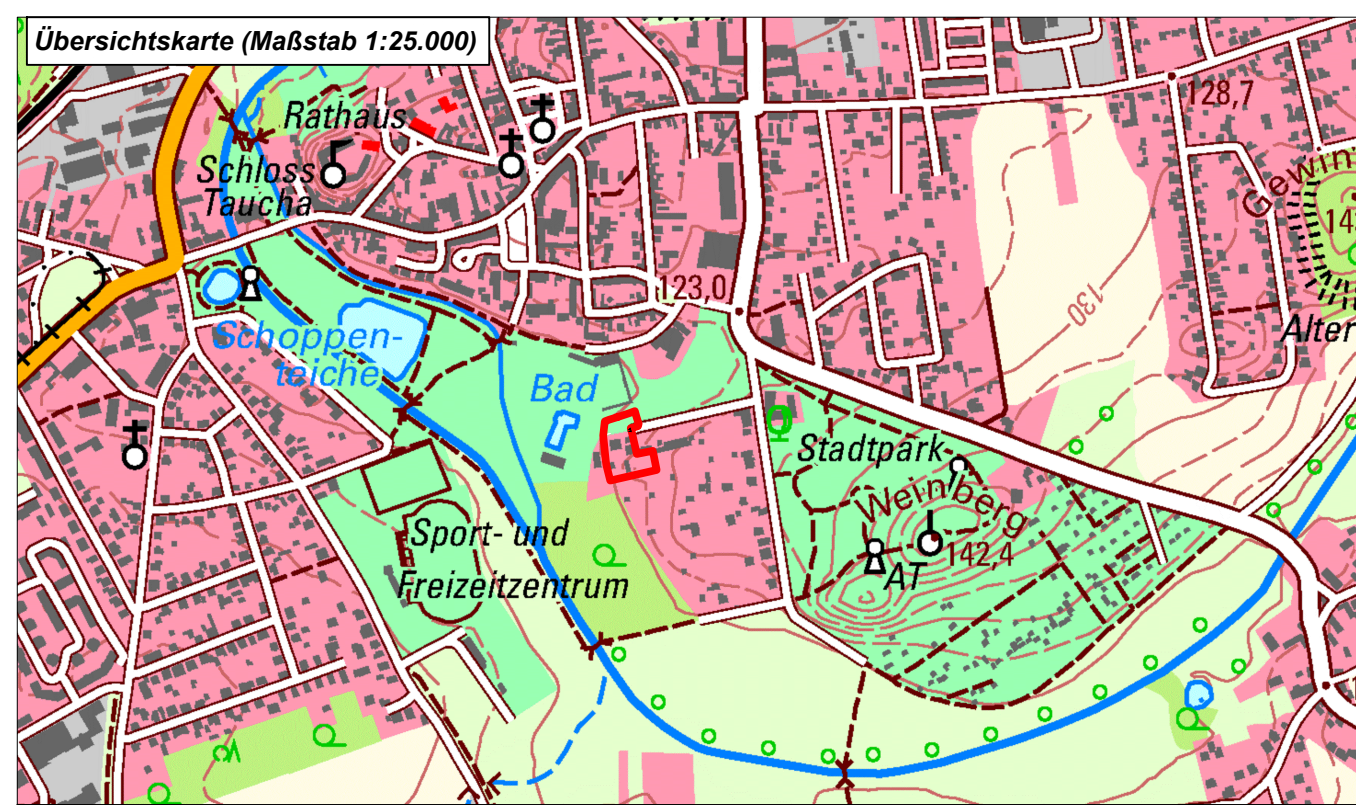 Übersichtskarte (Maßstab 1:25.000)
Rathaus
Schloss
Taucha
128,7
Gewin
14
Alter
123,0
130
Schoppen-
teiche
Bad
Stadtpark
Weinberg
142,4
AT
Sport- und
Freizeitzentrum